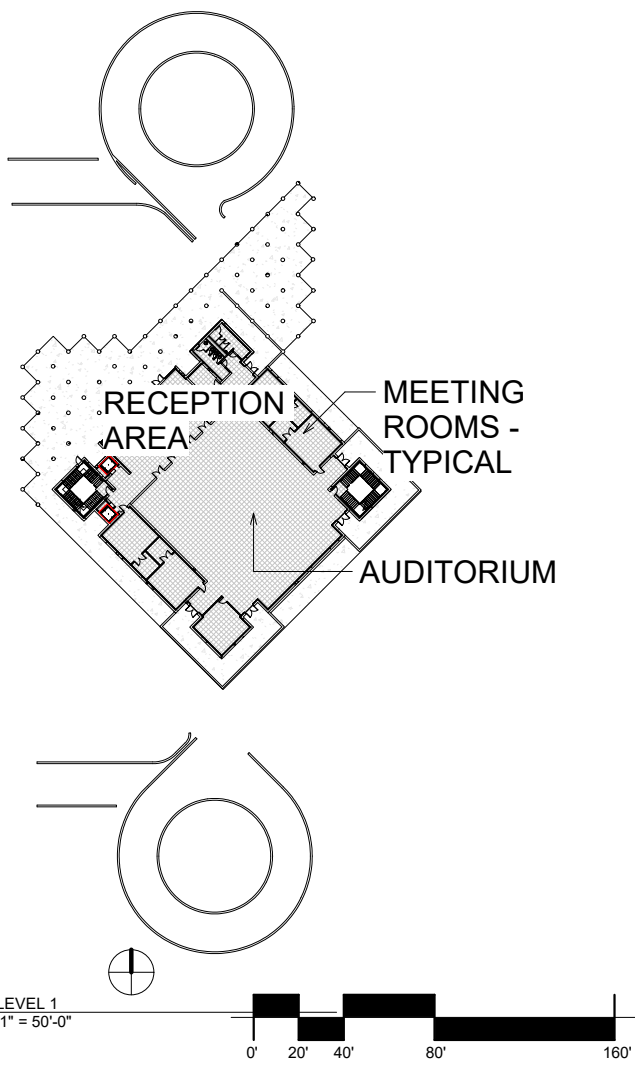 RECEPTION
AREA
MEETING
ROOMS -
TYPICAL
AUDITORIUM
LEVEL 1
1" = 50'-0"
0' 20' 40' 80' 160'